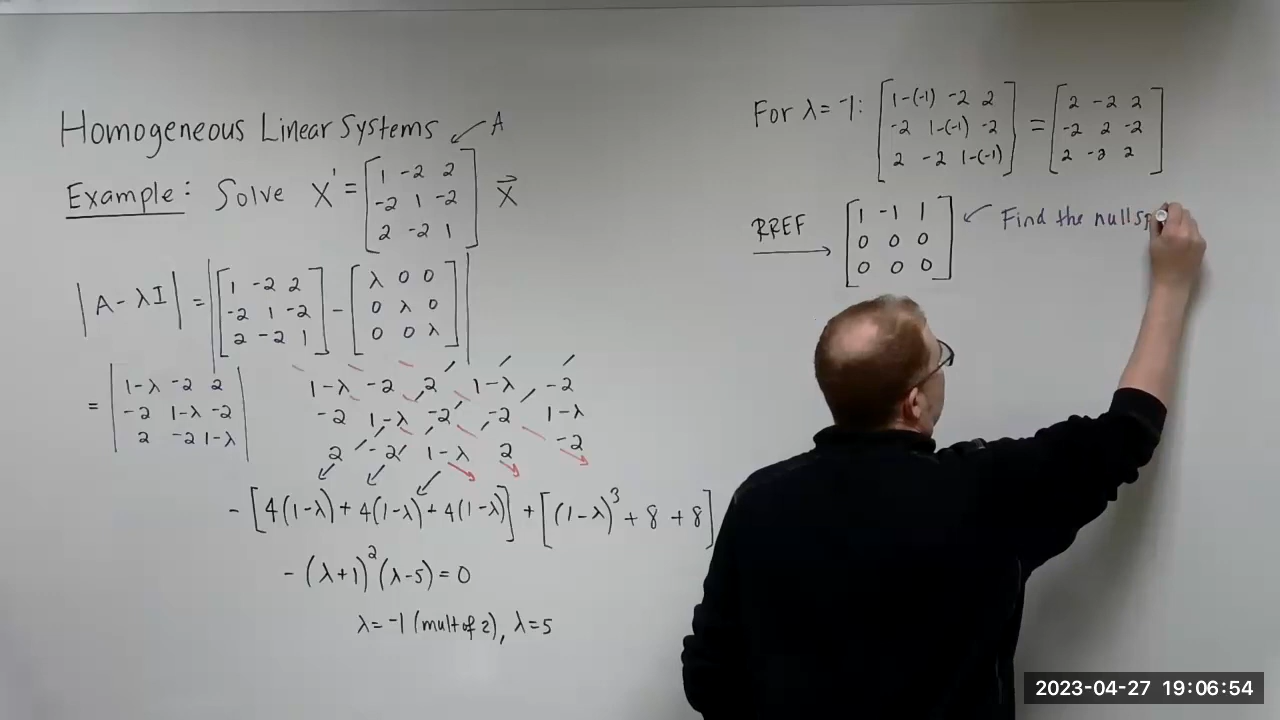 Homogeneous Linear Systems ↙ A
Example: Solve X' = [1 -2 2; -2 1 -2; 2 -2 1] X⃗
|A - λI| = |[1 -2 2; -2 1 -2; 2 -2 1] - [λ 0 0; 0 λ 0; 0 0 λ]|
= |1-λ -2 2; -2 1-λ -2; 2 -2 1-λ|
1-λ -2 2 1-λ -2
-2 1-λ -2 -2 1-λ
2 -2 1-λ 2 -2
- [4(1-λ) + 4(1-λ) + 4(1-λ)] + [(1-λ)³ + 8 + 8]
- (λ+1)² (λ-5) = 0
λ = -1 (mult of 2), λ = 5
For λ = -1: [1-(-1) -2 2; -2 1-(-1) -2; 2 -2 1-(-1)] = [2 -2 2; -2 2 -2; 2 -2 2]
RREF → [1 -1 1; 0 0 0; 0 0 0] ↙ Find the nullsp
2023-04-27 19:06:54